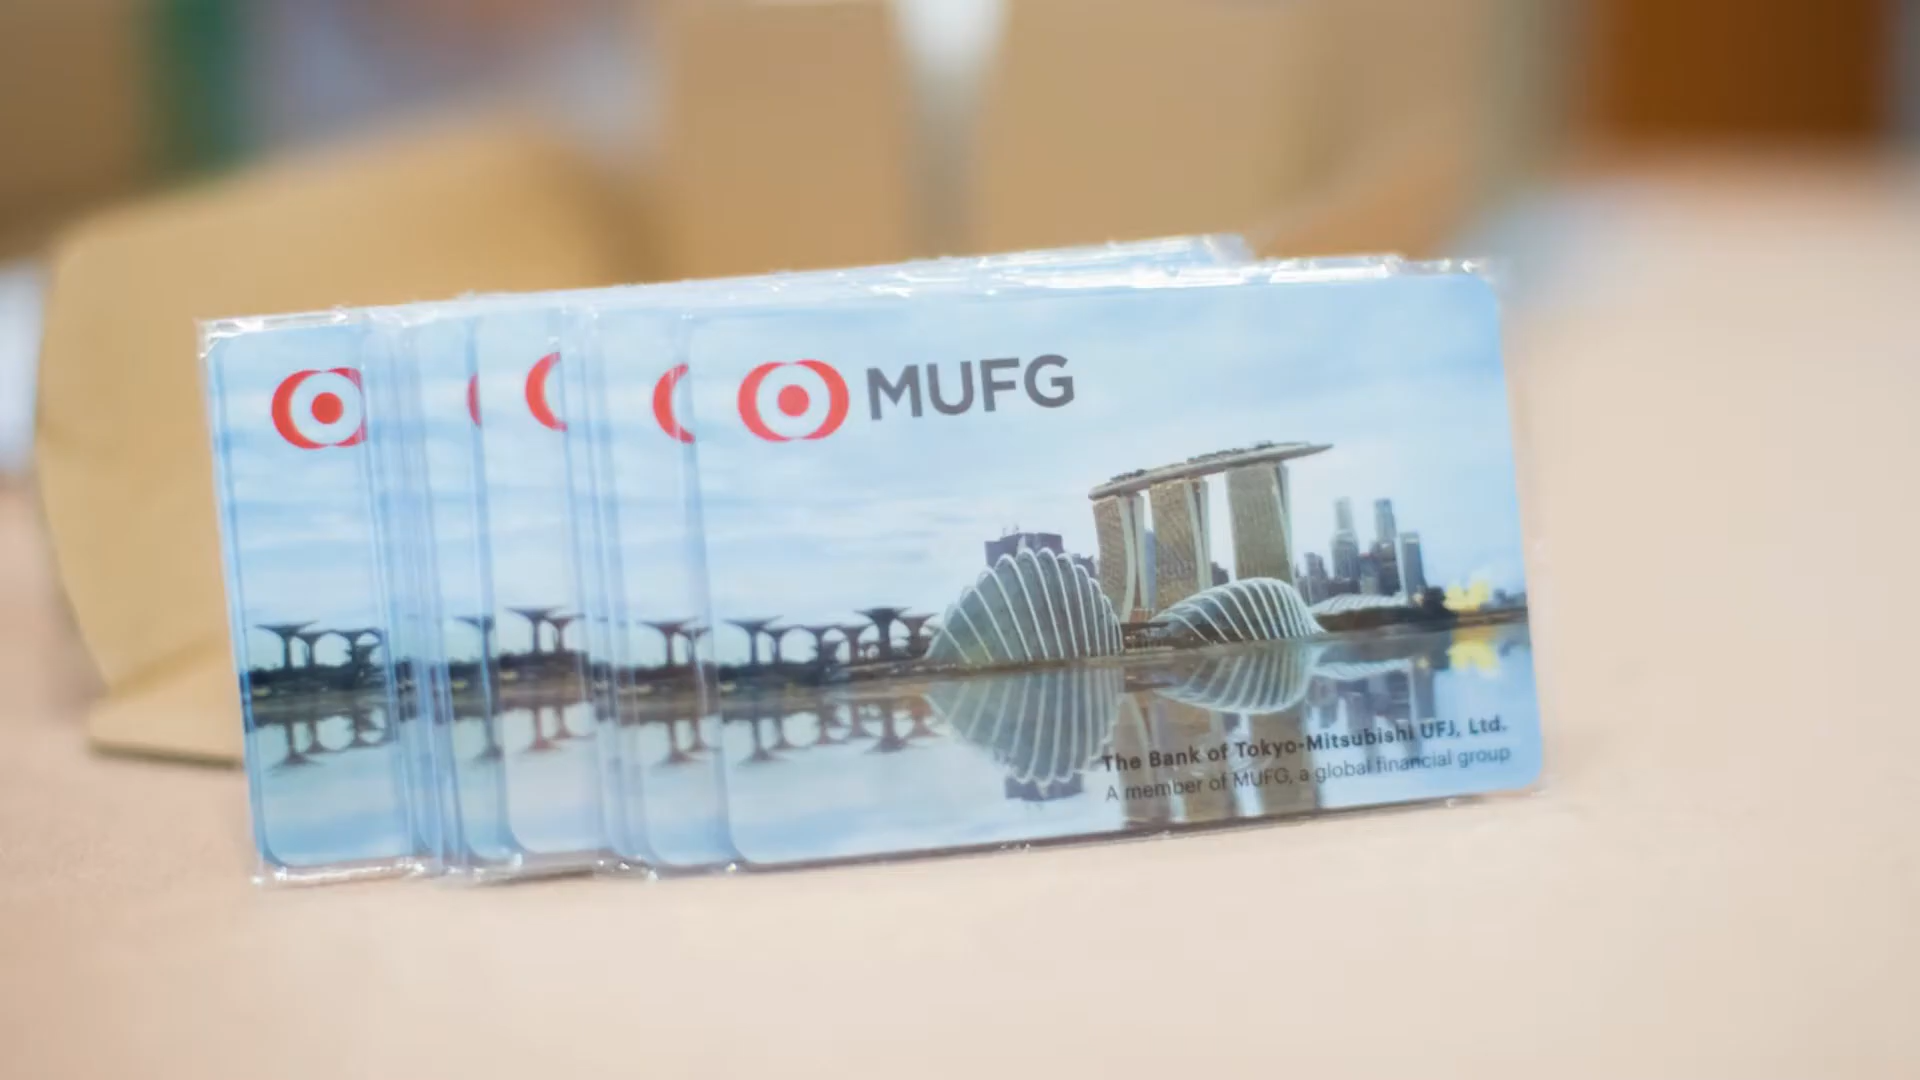 MUFG
The Bank of Tokyo-Mitsubishi UFJ, Ltd.
A member of MUFG, a global financial group